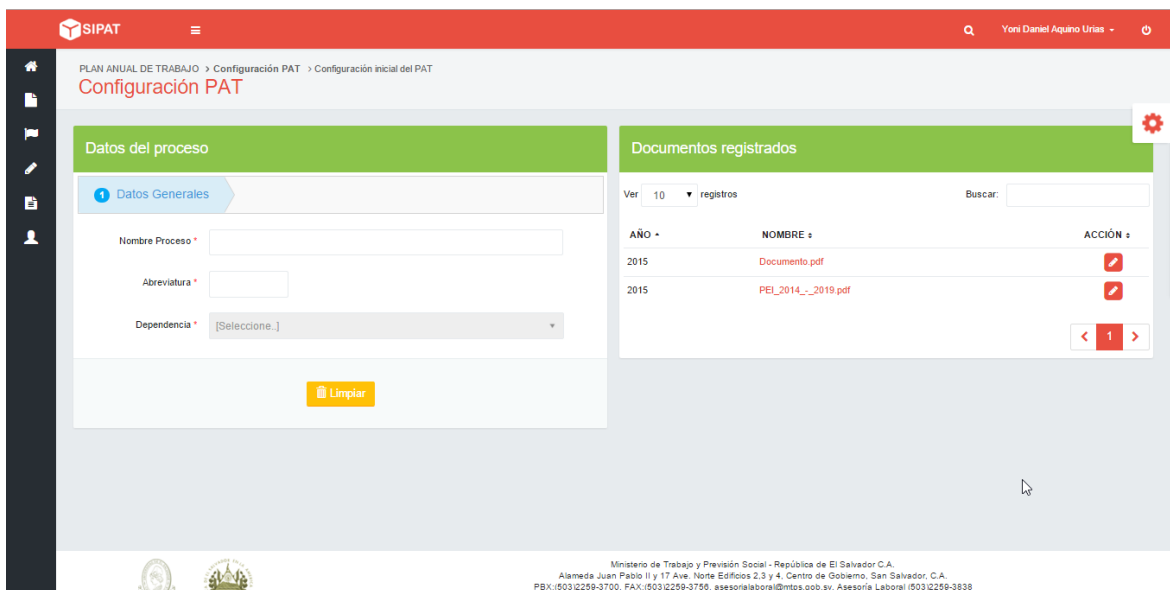 SIPAT
Yoni Daniel Aquino Urias
PLAN ANUAL DE TRABAJO > Configuración PAT > Configuración inicial del PAT
Configuración PAT
Datos del proceso
1 Datos Generales
Nombre Proceso *
Abreviatura *
Dependencia * [Seleccione..]
Limpiar
Documentos registrados
Ver 10 registros Buscar:
AÑO NOMBRE ACCIÓN
2015 Documento.pdf
2015 PEI_2014_-_2019.pdf
1
Ministerio de Trabajo y Previsión Social - República de El Salvador C.A.
Alameda Juan Pablo II y 17 Ave. Norte Edificios 2,3 y 4, Centro de Gobierno, San Salvador, C.A.
PBX:(503)2259-3700, FAX:(503)2259-3756, asesorialaboral@mtps.gob.sv, Asesoría Laboral (503)2259-3838